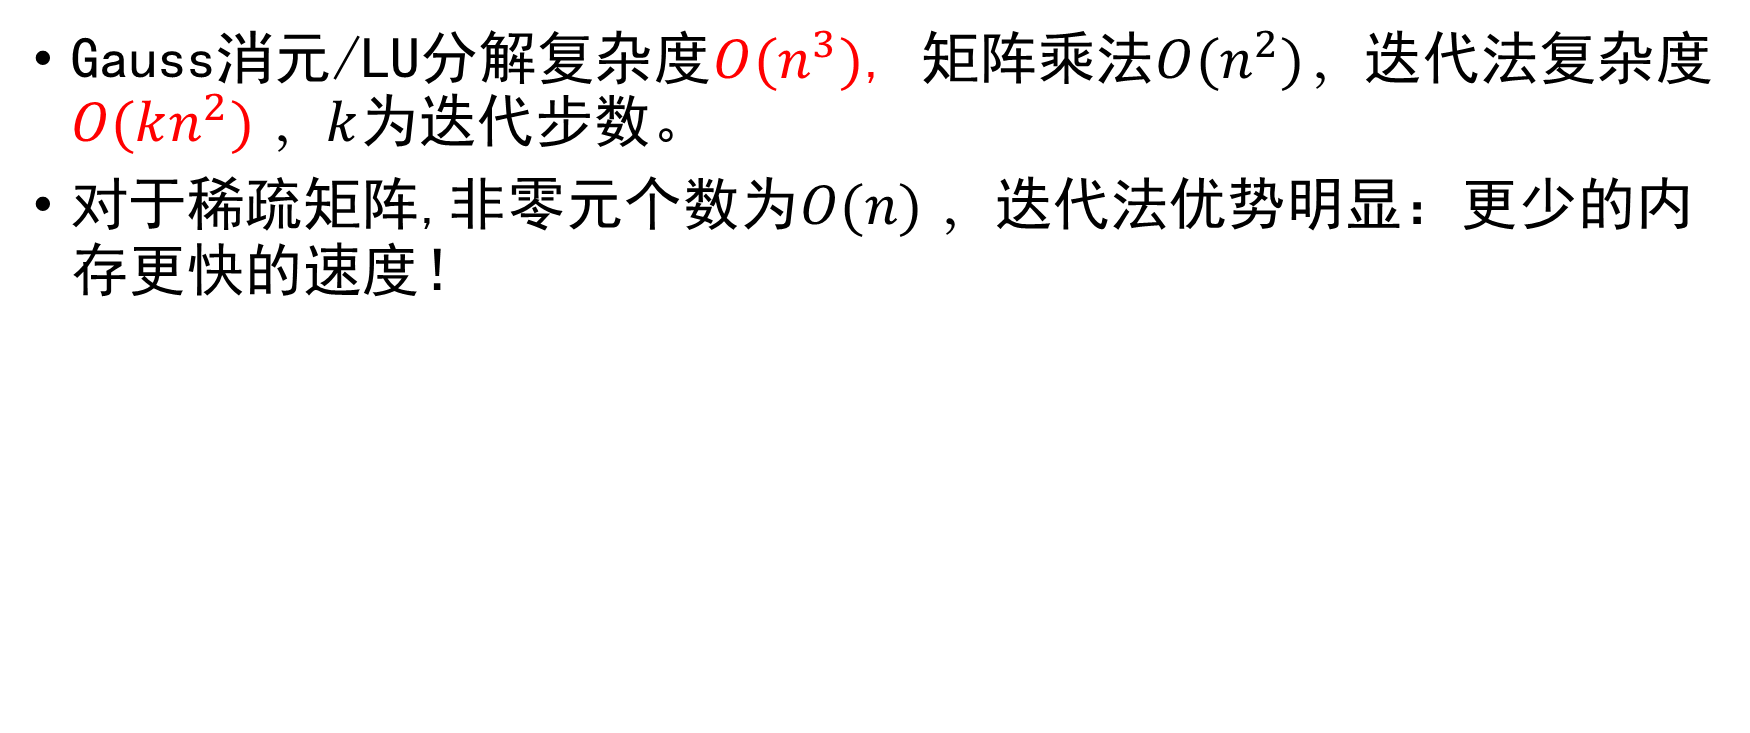 • Gauss消元/LU分解复杂度O(n³)，矩阵乘法O(n²)，迭代法复杂度
O(kn²)，k为迭代步数。
• 对于稀疏矩阵,非零元个数为O(n)，迭代法优势明显：更少的内
存更快的速度！